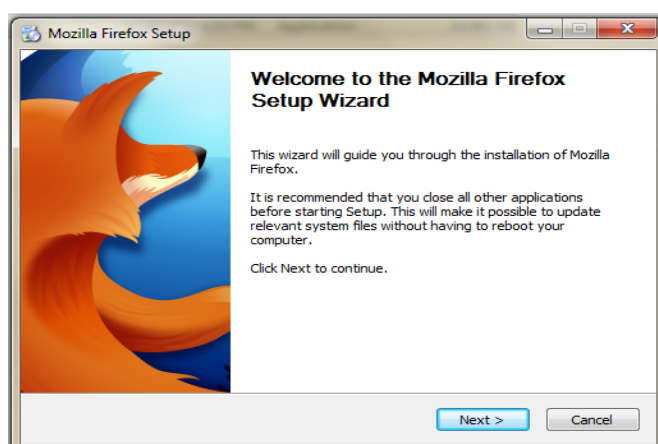 Mozilla Firefox Setup
Welcome to the Mozilla Firefox
Setup Wizard
This wizard will guide you through the installation of Mozilla
Firefox.
It is recommended that you close all other applications
before starting Setup. This will make it possible to update
relevant system files without having to reboot your
computer.
Click Next to continue.
Next >
Cancel